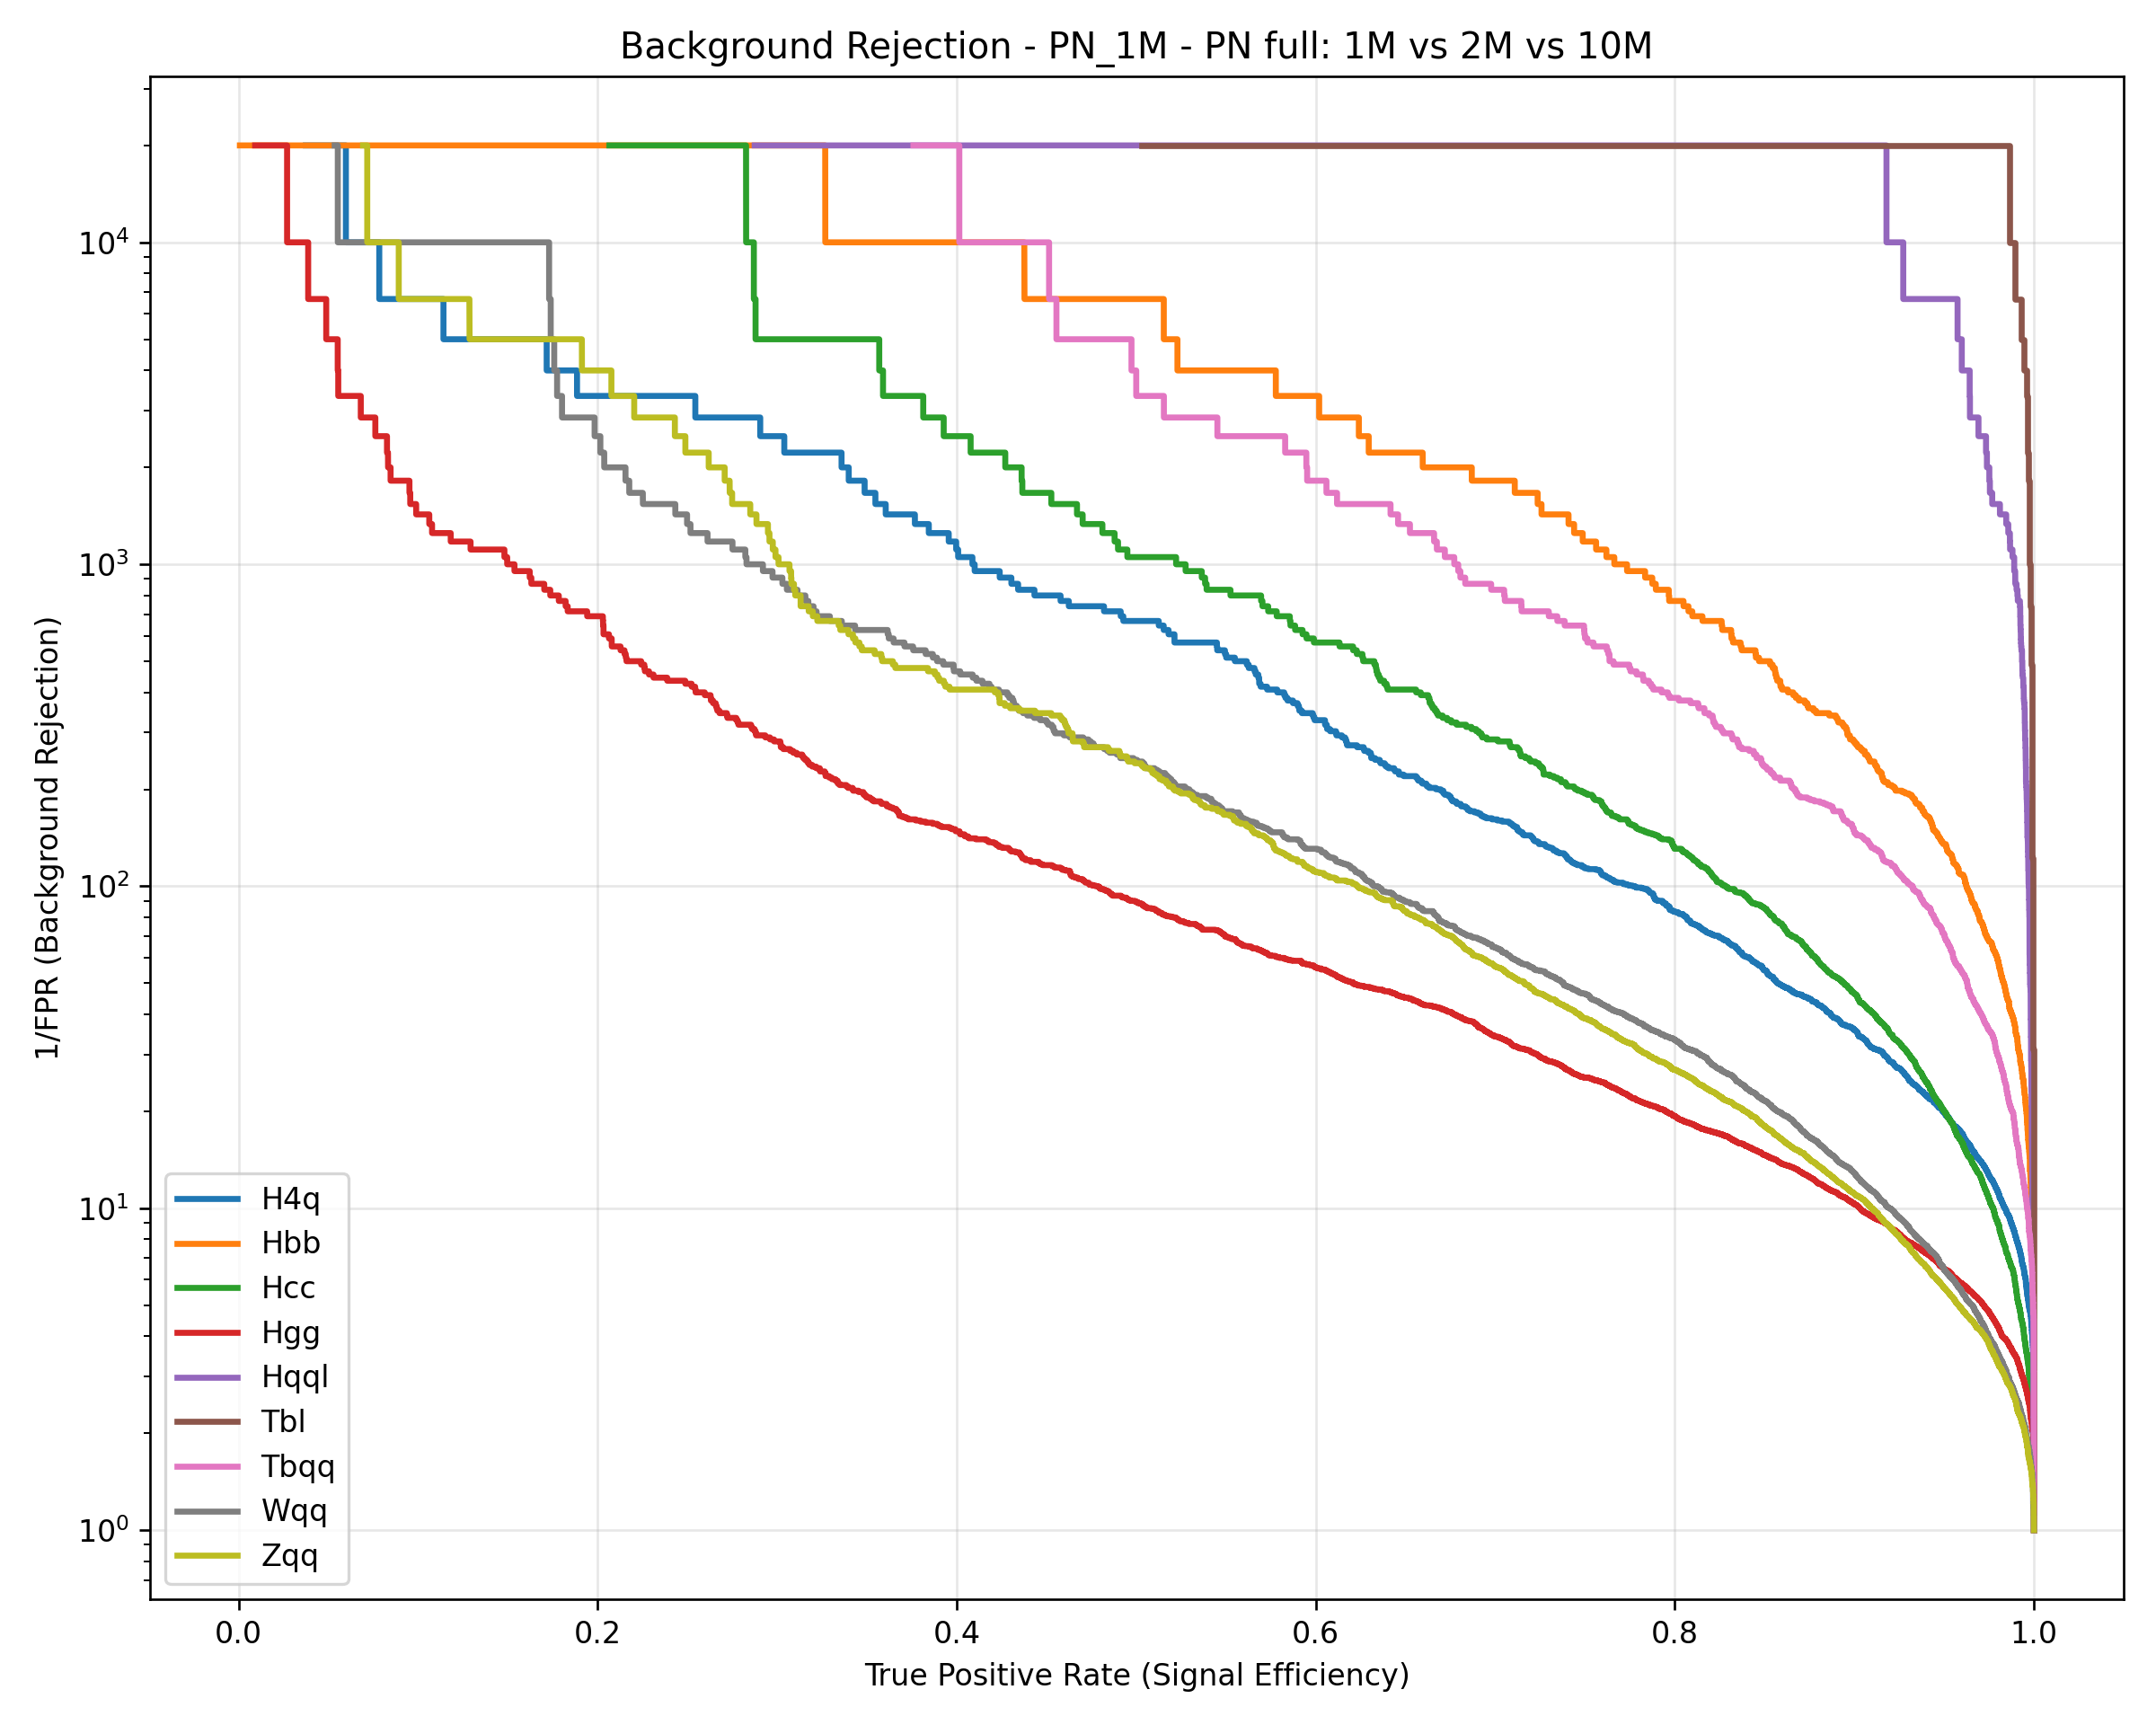 Background Rejection - PN_1M - PN full: 1M vs 2M vs 10M
1/FPR (Background Rejection)
10⁴
10³
10²
10¹
10⁰
H4q
Hbb
Hcc
Hgg
Hqql
Tbl
Tbqq
Wqq
Zqq
0.0 0.2 0.4 0.6 0.8 1.0
True Positive Rate (Signal Efficiency)